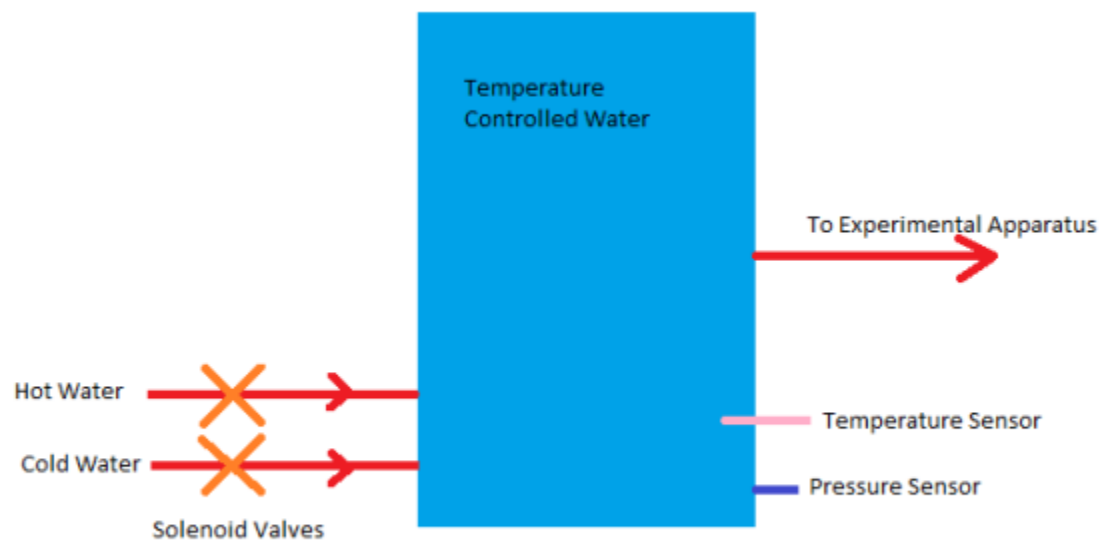 Temperature
Controlled Water
To Experimental Apparatus
Hot Water
Temperature Sensor
Cold Water
Pressure Sensor
Solenoid Valves